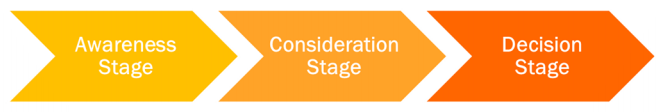 Awareness
Stage
Consideration
Stage
Decision
Stage